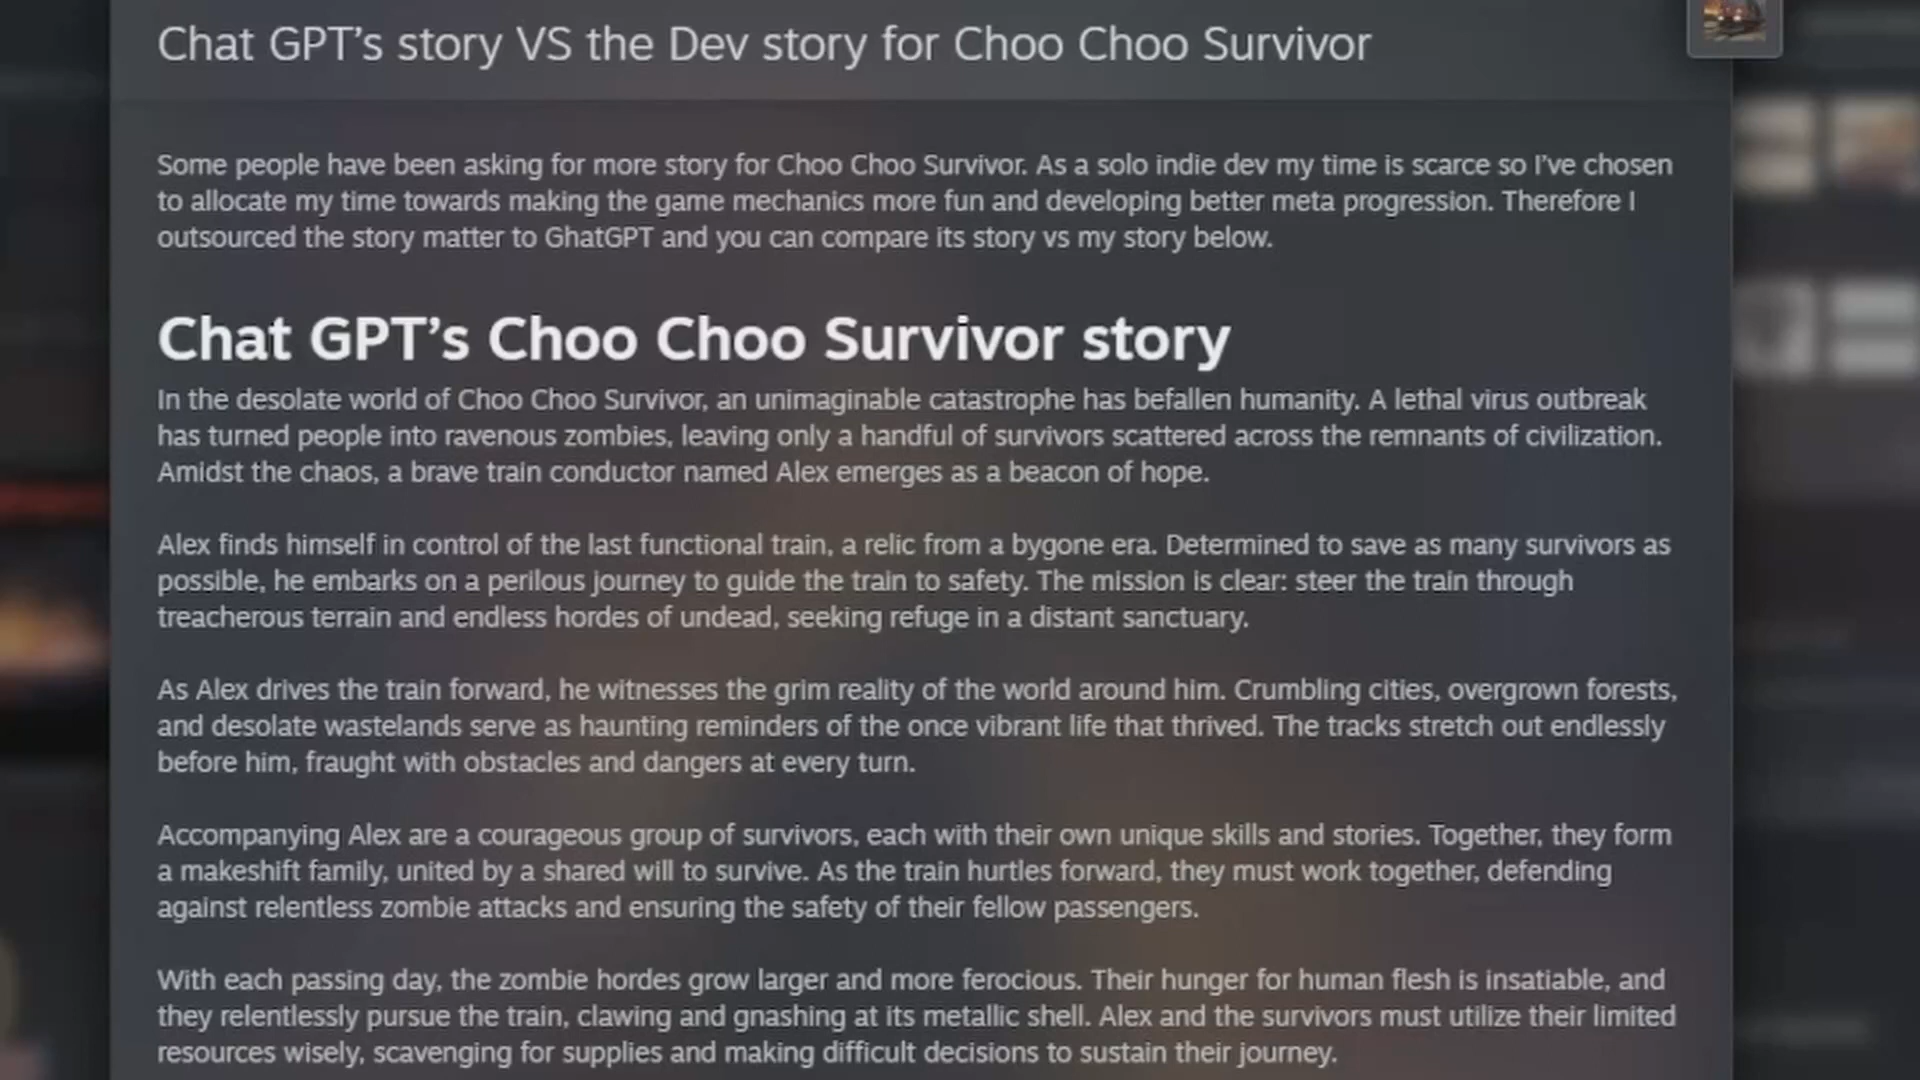 Chat GPT’s story VS the Dev story for Choo Choo Survivor
Some people have been asking for more story for Choo Choo Survivor. As a solo indie dev my time is scarce so I’ve chosen
to allocate my time towards making the game mechanics more fun and developing better meta progression. Therefore I
outsourced the story matter to GhatGPT and you can compare its story vs my story below.
Chat GPT’s Choo Choo Survivor story
In the desolate world of Choo Choo Survivor, an unimaginable catastrophe has befallen humanity. A lethal virus outbreak
has turned people into ravenous zombies, leaving only a handful of survivors scattered across the remnants of civilization.
Amidst the chaos, a brave train conductor named Alex emerges as a beacon of hope.
Alex finds himself in control of the last functional train, a relic from a bygone era. Determined to save as many survivors as
possible, he embarks on a perilous journey to guide the train to safety. The mission is clear: steer the train through
treacherous terrain and endless hordes of undead, seeking refuge in a distant sanctuary.
As Alex drives the train forward, he witnesses the grim reality of the world around him. Crumbling cities, overgrown forests,
and desolate wastelands serve as haunting reminders of the once vibrant life that thrived. The tracks stretch out endlessly
before him, fraught with obstacles and dangers at every turn.
Accompanying Alex are a courageous group of survivors, each with their own unique skills and stories. Together, they form
a makeshift family, united by a shared will to survive. As the train hurtles forward, they must work together, defending
against relentless zombie attacks and ensuring the safety of their fellow passengers.
With each passing day, the zombie hordes grow larger and more ferocious. Their hunger for human flesh is insatiable, and
they relentlessly pursue the train, clawing and gnashing at its metallic shell. Alex and the survivors must utilize their limited
resources wisely, scavenging for supplies and making difficult decisions to sustain their journey.